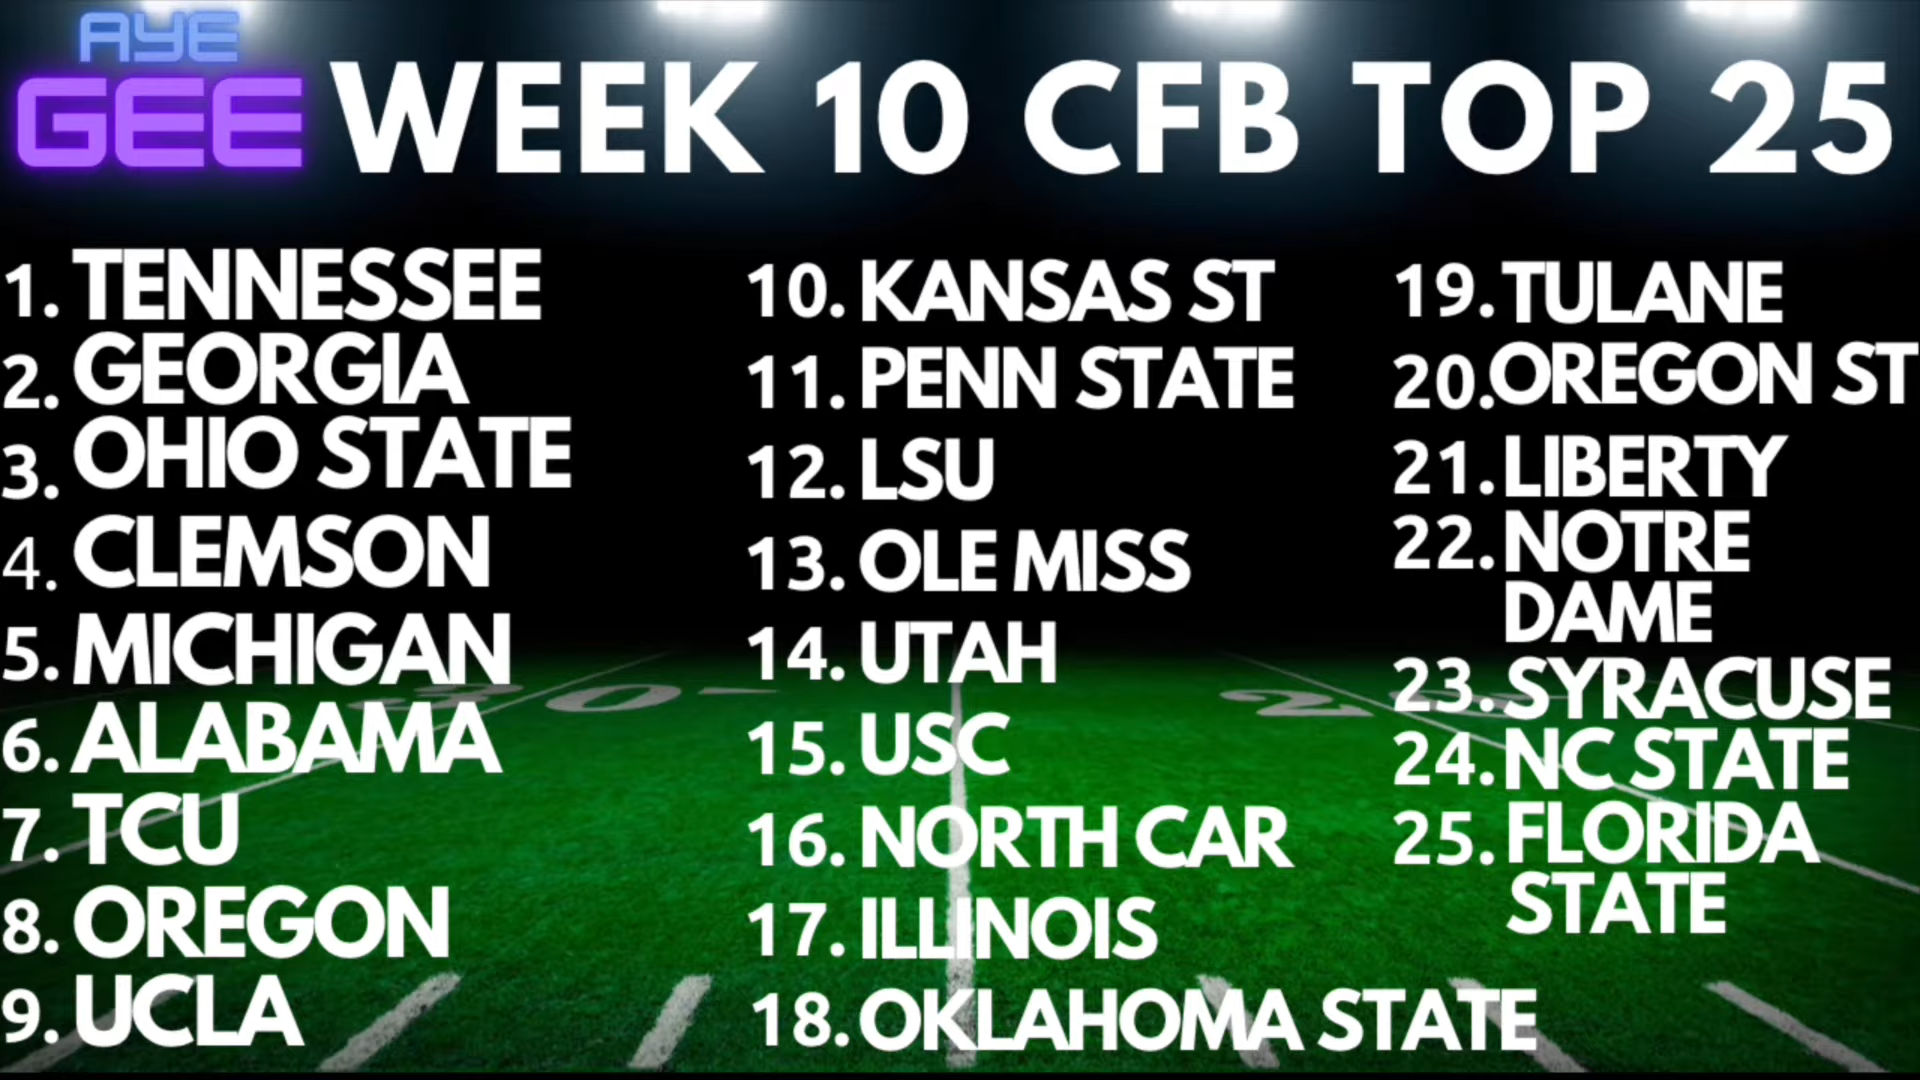 AYE
GEE
WEEK 10 CFB TOP 25
1. TENNESSEE
2. GEORGIA
3. OHIO STATE
4. CLEMSON
5. MICHIGAN
6. ALABAMA
7. TCU
8. OREGON
9. UCLA
10. KANSAS ST
11. PENN STATE
12. LSU
13. OLE MISS
14. UTAH
15. USC
16. NORTH CAR
17. ILLINOIS
18. OKLAHOMA STATE
19. TULANE
20. OREGON ST
21. LIBERTY
22. NOTRE
DAME
23. SYRACUSE
24. NC STATE
25. FLORIDA
STATE